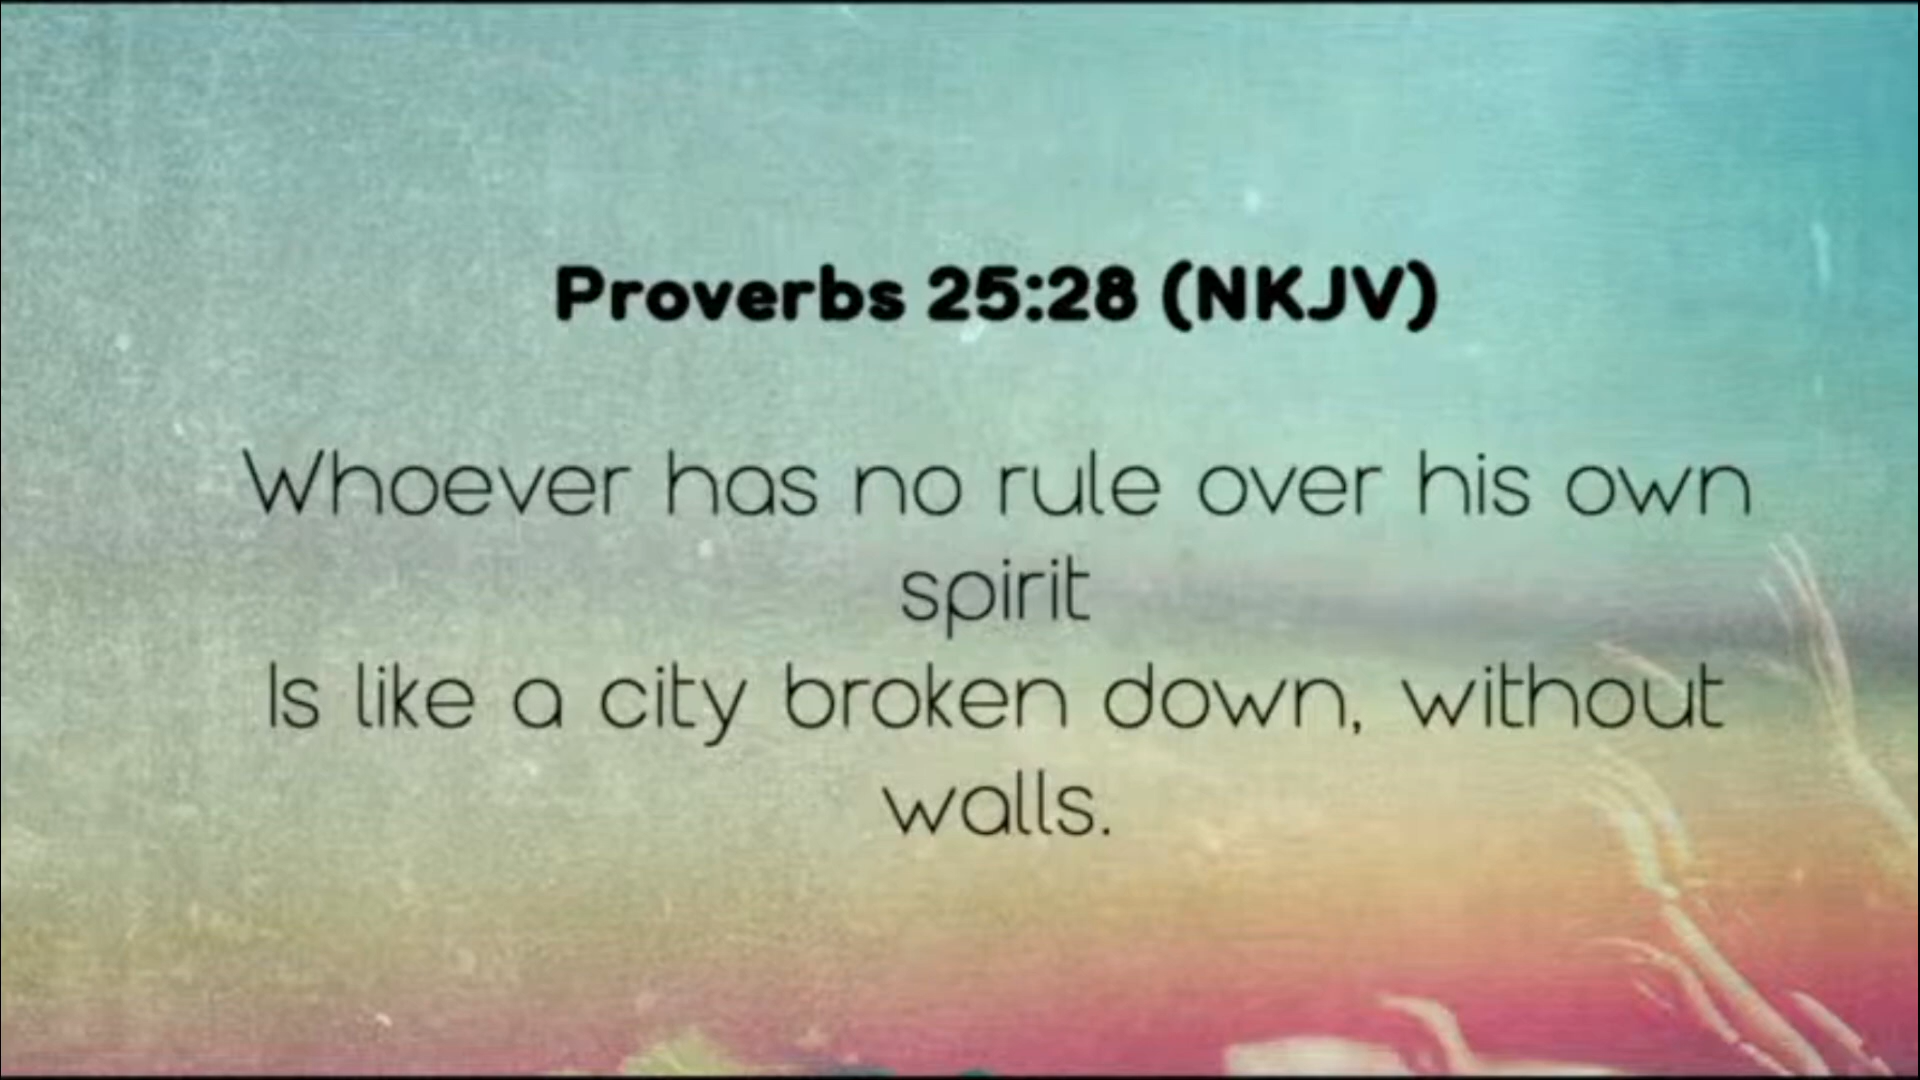 Proverbs 25:28 (NKJV)
Whoever has no rule over his own
spirit
Is like a city broken down, without
walls.